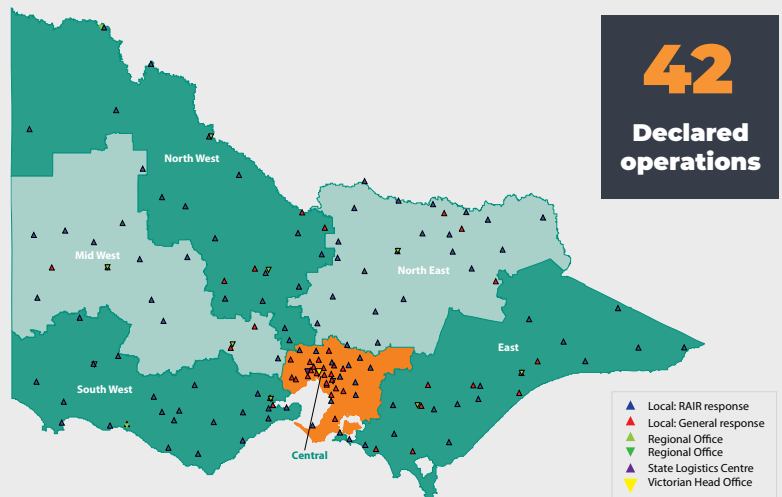 42
Declared
operations
North West
Mid West
North East
East
South West
Central
Local: RAIR response
Local: General response
Regional Office
Regional Office
State Logistics Centre
Victorian Head Office